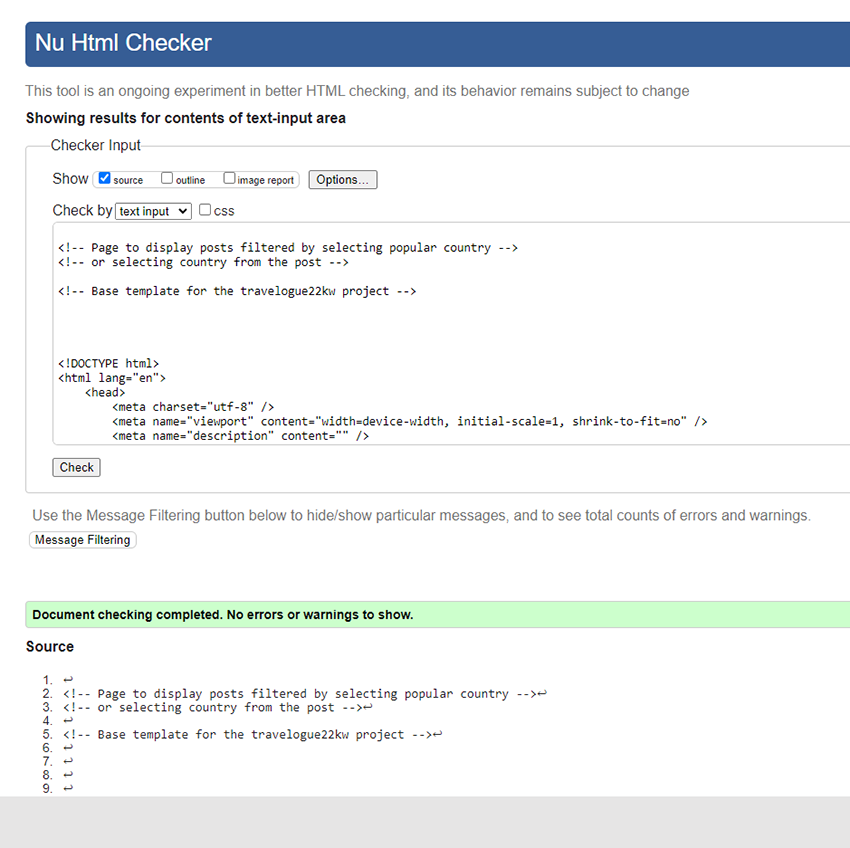 Nu Html Checker
This tool is an ongoing experiment in better HTML checking, and its behavior remains subject to change
Showing results for contents of text-input area
Checker Input
Show source outline image report Options...
Check by text input css
<!-- Page to display posts filtered by selecting popular country -->
<!-- or selecting country from the post -->
<!-- Base template for the travelogue22kw project -->
<!DOCTYPE html>
<html lang="en">
<head>
<meta charset="utf-8" />
<meta name="viewport" content="width=device-width, initial-scale=1, shrink-to-fit=no" />
<meta name="description" content="" />
Check
Use the Message Filtering button below to hide/show particular messages, and to see total counts of errors and warnings.
Message Filtering
Document checking completed. No errors or warnings to show.
Source
1. ↩
2. <!-- Page to display posts filtered by selecting popular country -->↩
3. <!-- or selecting country from the post -->↩
4. ↩
5. <!-- Base template for the travelogue22kw project -->↩
6. ↩
7. ↩
8. ↩
9. ↩